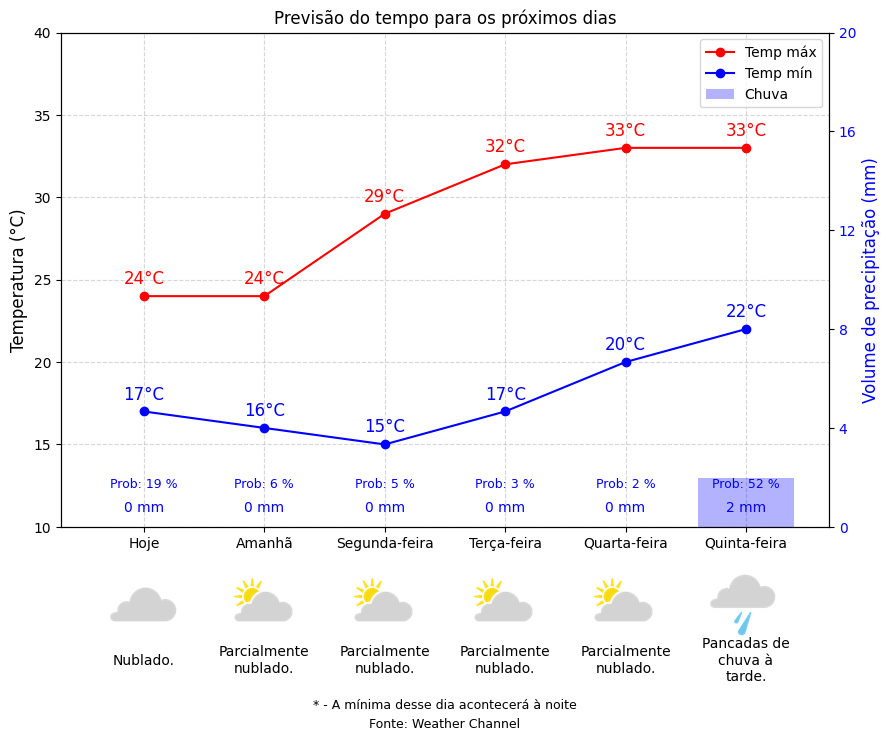 Previsão do tempo para os próximos dias
Temperatura (°C)
Volume de precipitação (mm)
40
35
30
25
20
15
10
20
16
12
8
4
0
Temp máx
Temp mín
Chuva
24°C 24°C 29°C 32°C 33°C 33°C
17°C 16°C 15°C 17°C 20°C 22°C
Prob: 19 % Prob: 6 % Prob: 5 % Prob: 3 % Prob: 2 % Prob: 52 %
0 mm 0 mm 0 mm 0 mm 0 mm 2 mm
Hoje Amanhã Segunda-feira Terça-feira Quarta-feira Quinta-feira
Nublado.
Parcialmente
nublado.
Parcialmente
nublado.
Parcialmente
nublado.
Parcialmente
nublado.
Pancadas de
chuva à
tarde.
* - A mínima desse dia acontecerá à noite
Fonte: Weather Channel